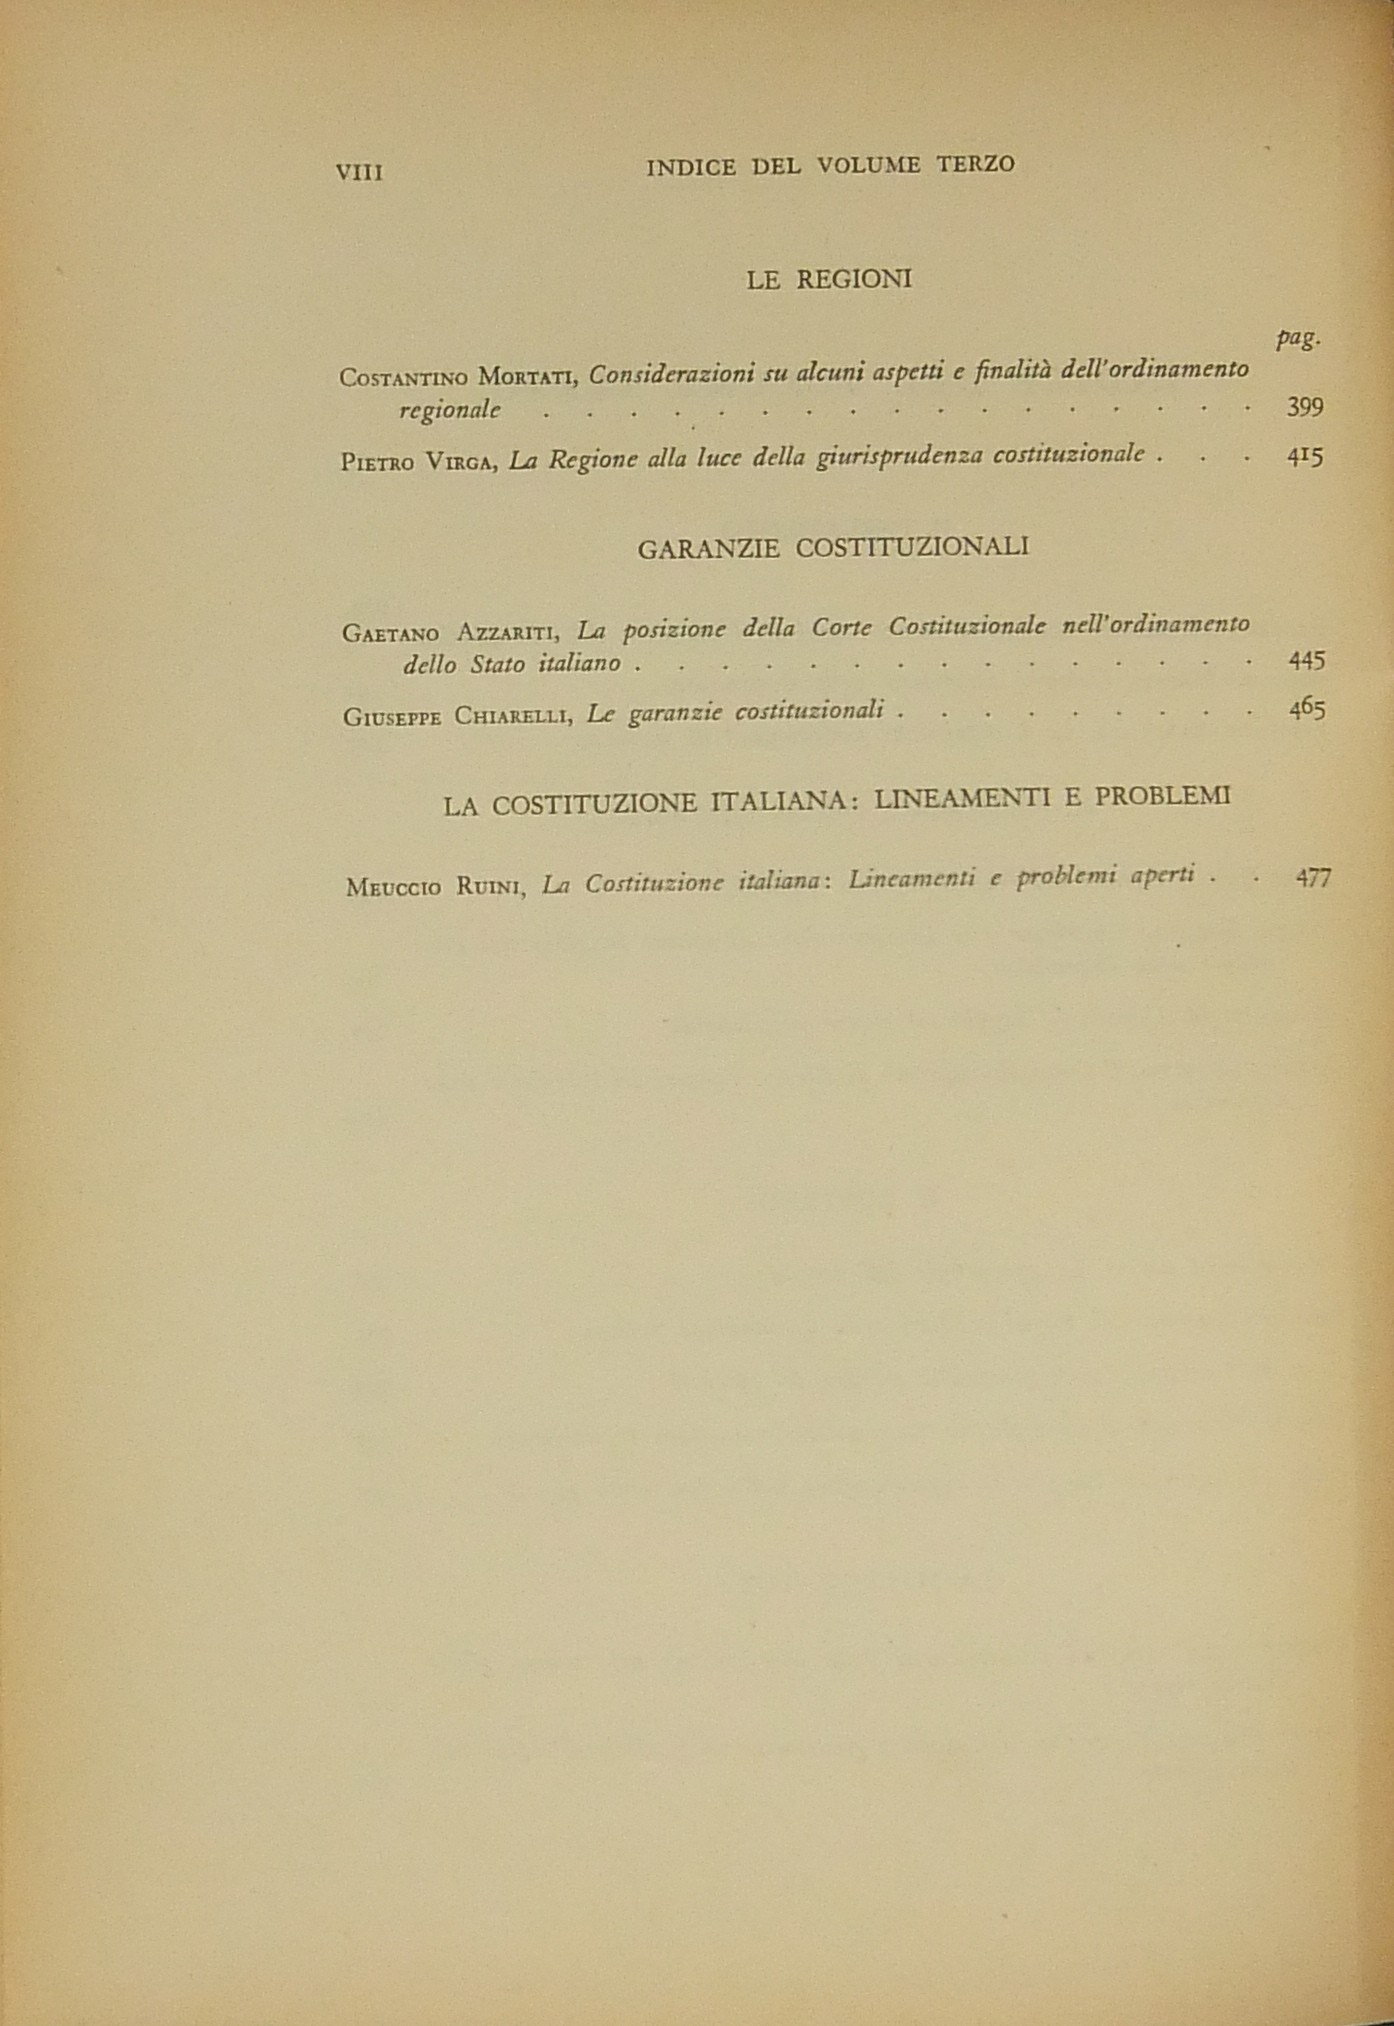 VIII INDICE DEL VOLUME TERZO
LE REGIONI
pag.
COSTANTINO MORTATI, Considerazioni su alcuni aspetti e finalità dell'ordinamento
regionale . . . . . . . . . . . . . . . . . 399
PIETRO VIRGA, La Regione alla luce della giurisprudenza costituzionale . . . 415
GARANZIE COSTITUZIONALI
GAETANO AZZARITI, La posizione della Corte Costituzionale nell'ordinamento
dello Stato italiano . . . . . . . . . . . . . . . 445
GIUSEPPE CHIARELLI, Le garanzie costituzionali . . . . . . . . . 465
LA COSTITUZIONE ITALIANA: LINEAMENTI E PROBLEMI
MEUCCIO RUINI, La Costituzione italiana: Lineamenti e problemi aperti . . 477